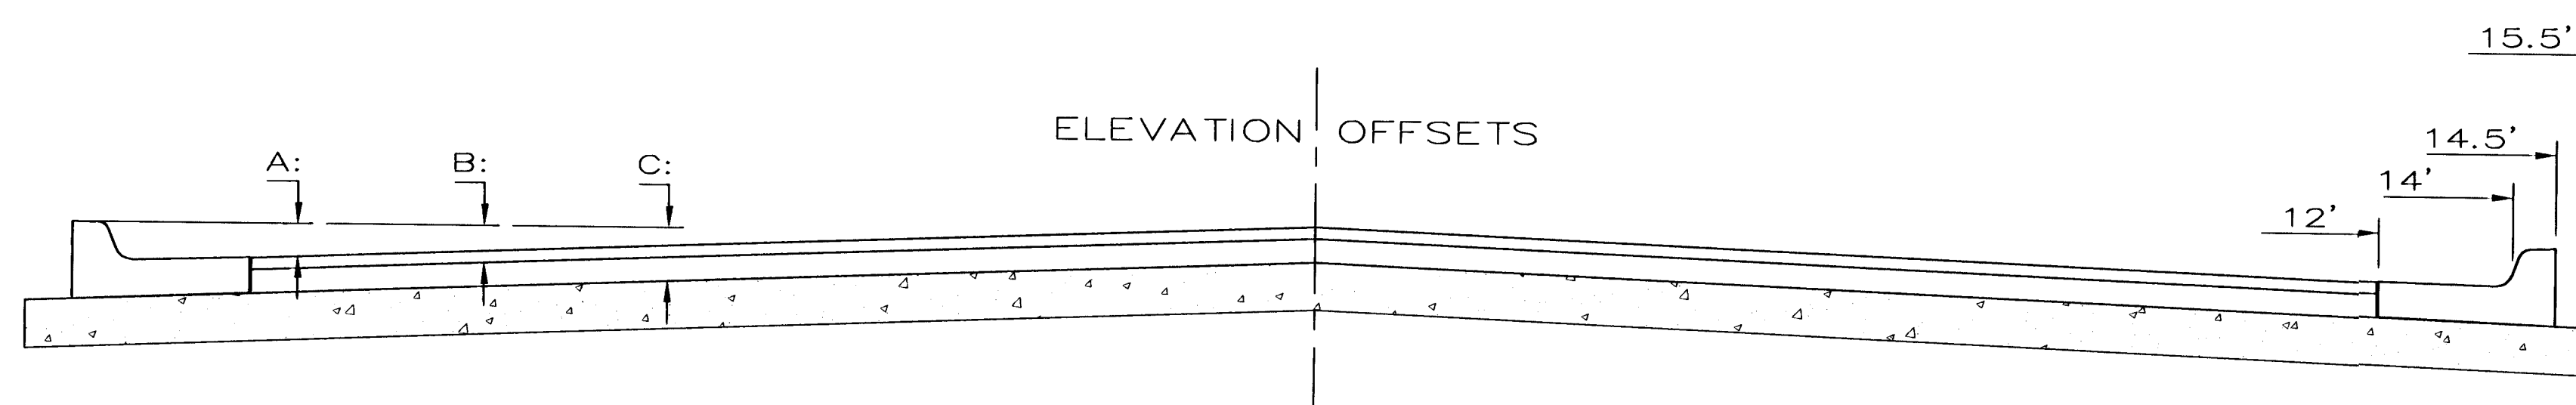 15.5’
ELEVATION OFFSETS
14.5’
A:
B:
C:
14’
12’